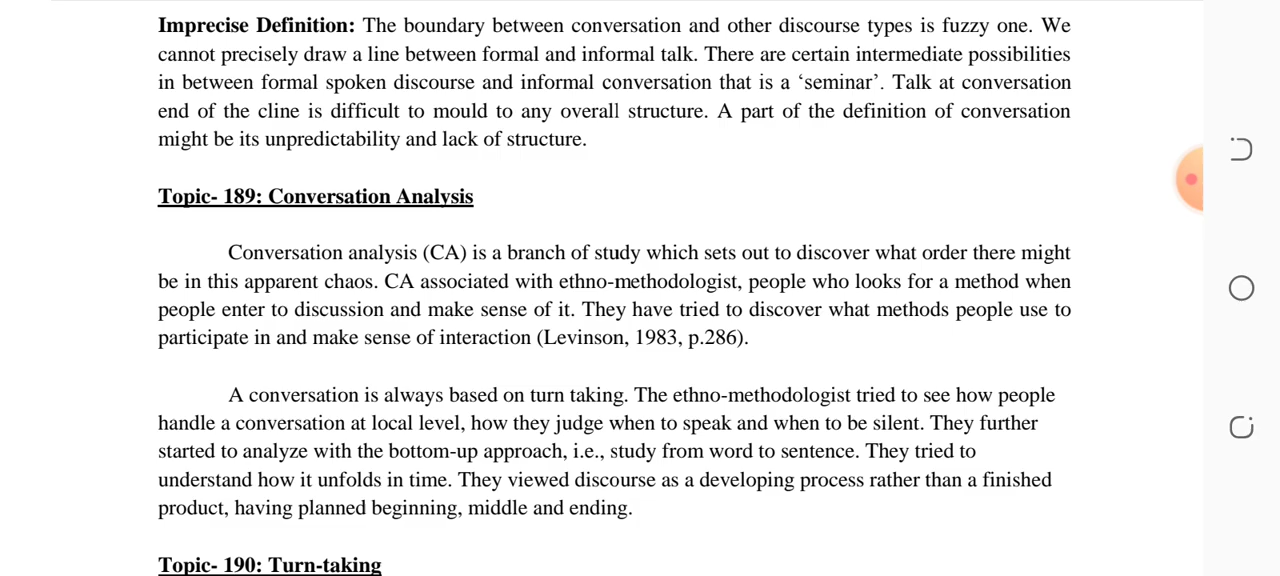 Imprecise Definition: The boundary between conversation and other discourse types is fuzzy one. We
cannot precisely draw a line between formal and informal talk. There are certain intermediate possibilities
in between formal spoken discourse and informal conversation that is a ‘seminar’. Talk at conversation
end of the cline is difficult to mould to any overall structure. A part of the definition of conversation
might be its unpredictability and lack of structure.
Topic- 189: Conversation Analysis
Conversation analysis (CA) is a branch of study which sets out to discover what order there might
be in this apparent chaos. CA associated with ethno-methodologist, people who looks for a method when
people enter to discussion and make sense of it. They have tried to discover what methods people use to
participate in and make sense of interaction (Levinson, 1983, p.286).
A conversation is always based on turn taking. The ethno-methodologist tried to see how people
handle a conversation at local level, how they judge when to speak and when to be silent. They further
started to analyze with the bottom-up approach, i.e., study from word to sentence. They tried to
understand how it unfolds in time. They viewed discourse as a developing process rather than a finished
product, having planned beginning, middle and ending.
Topic- 190: Turn-taking